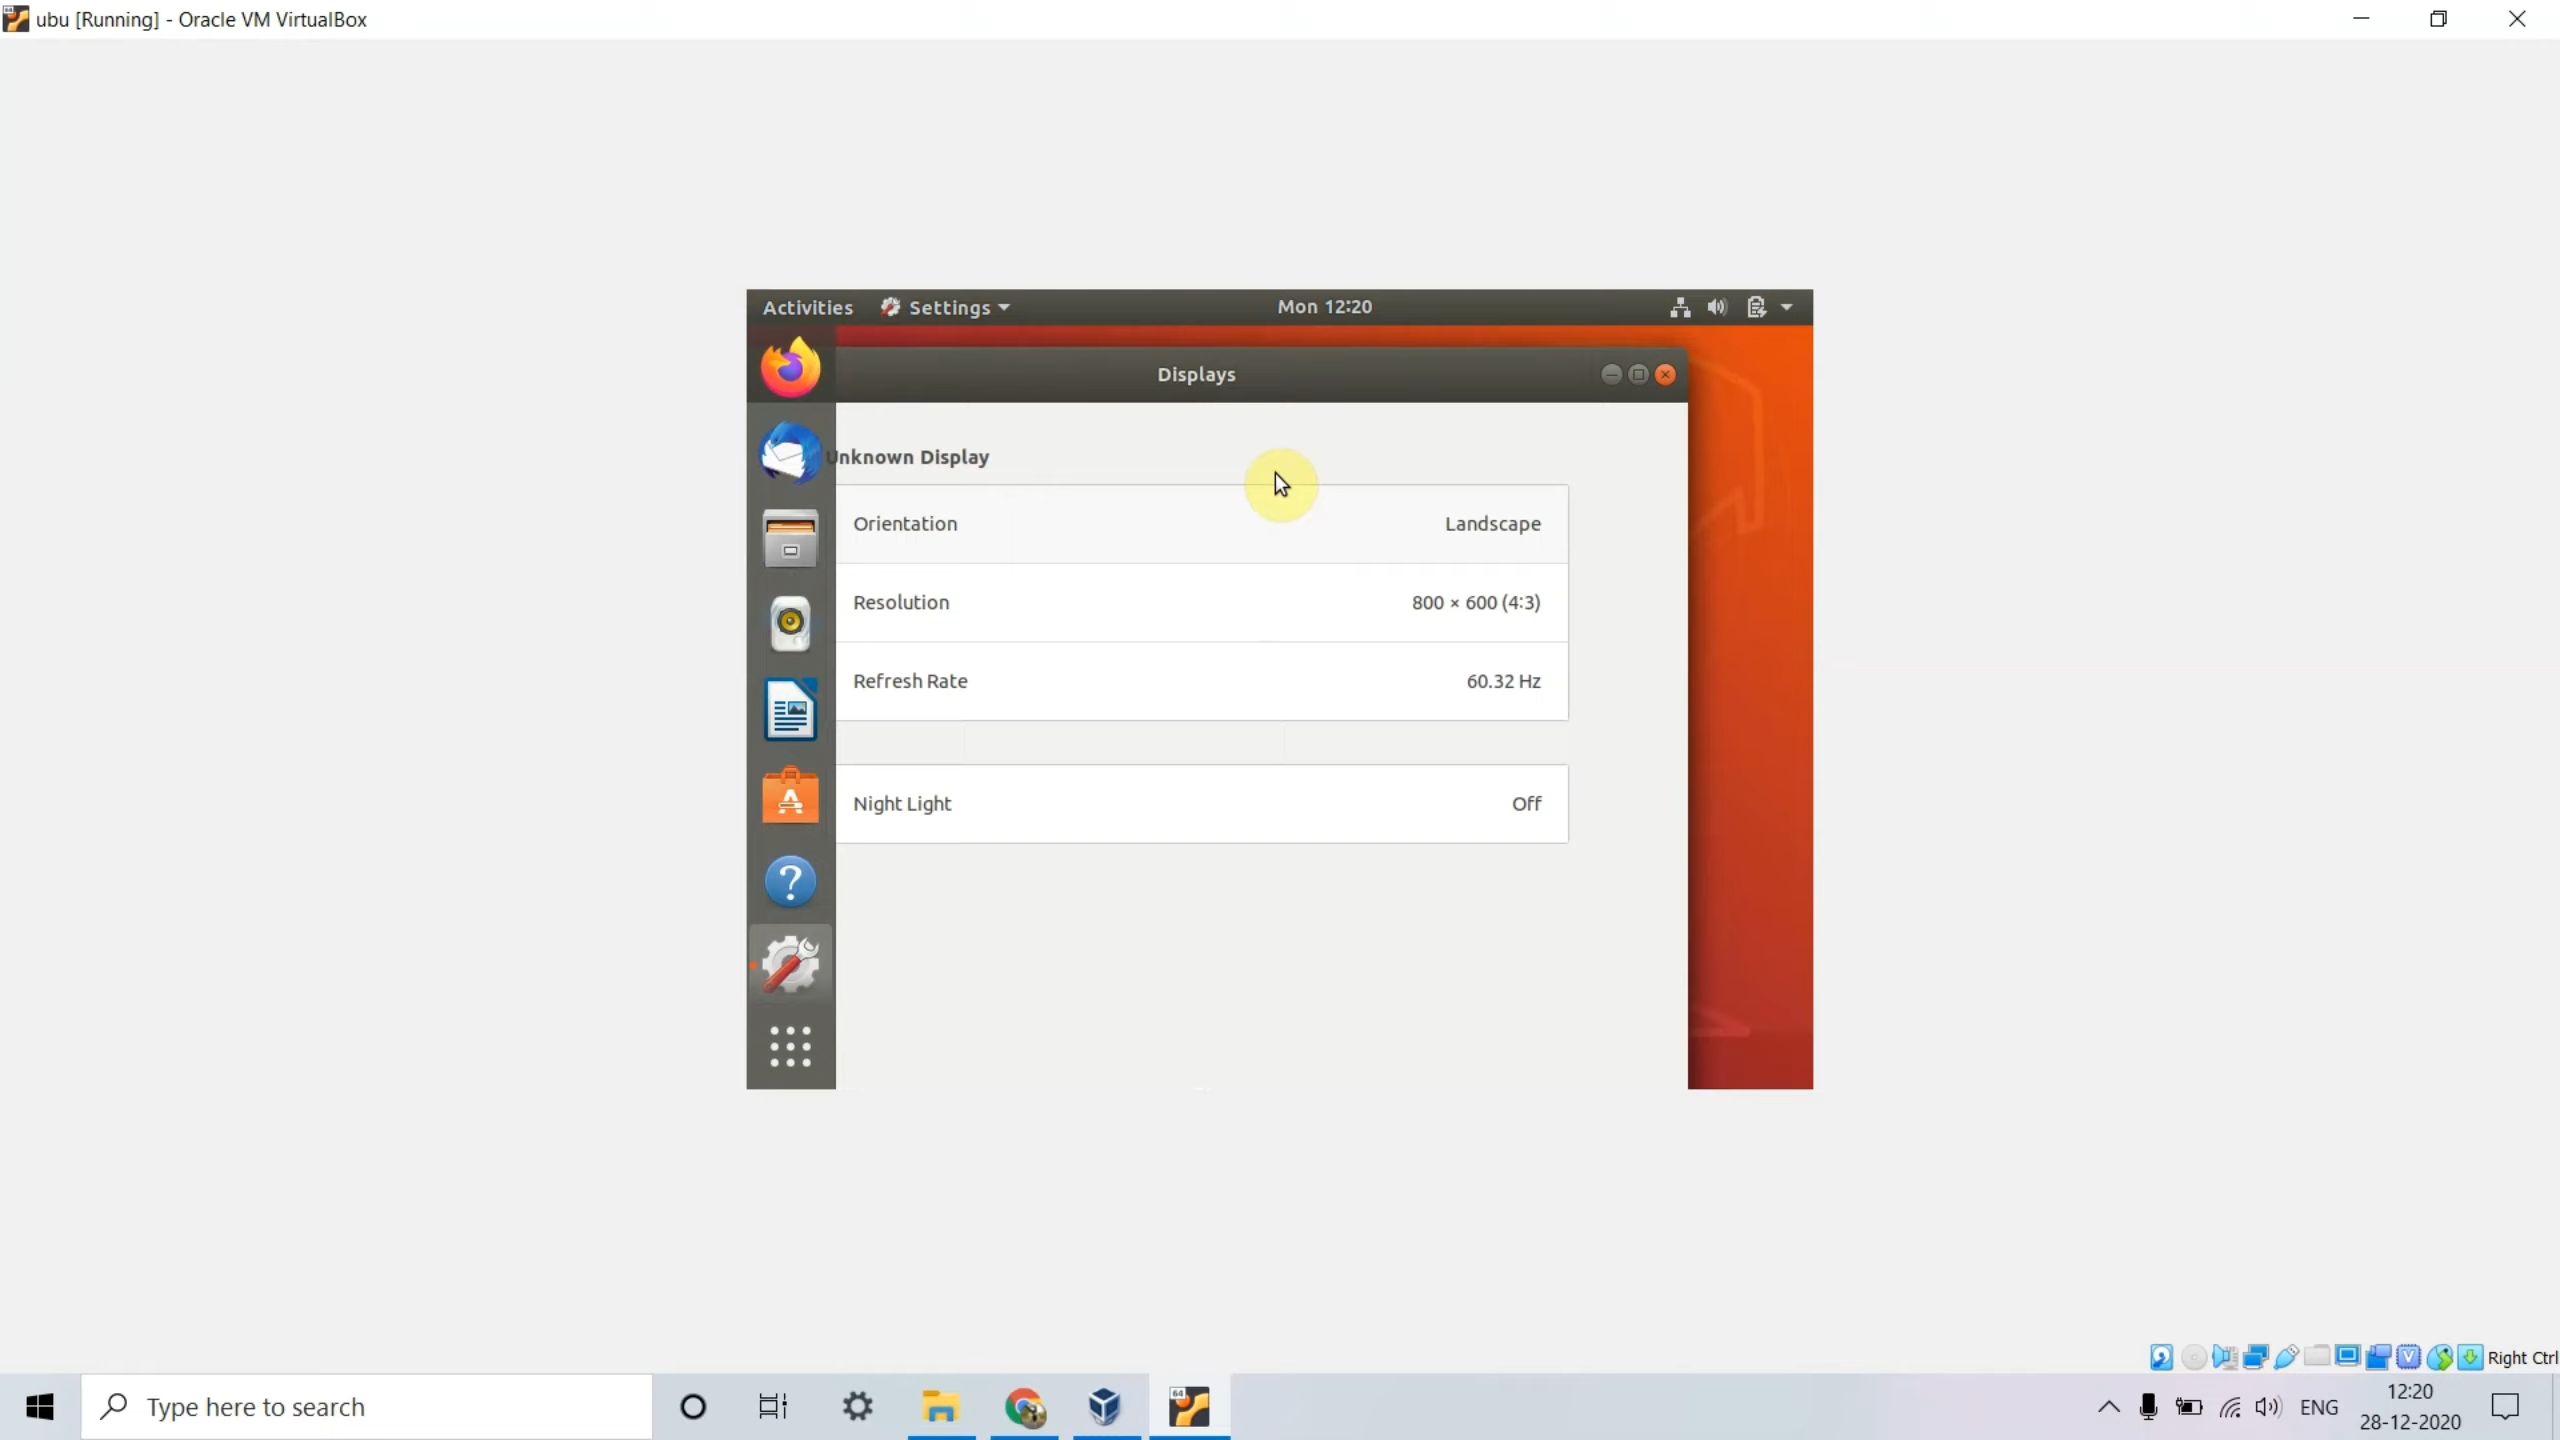 ubu [Running] - Oracle VM VirtualBox
Activities Settings Mon 12:20
Displays
Unknown Display
Orientation Landscape
Resolution 800 × 600 (4:3)
Refresh Rate 60.32 Hz
Night Light Off
Right Ctrl
Type here to search
ENG
12:20
28-12-2020
64